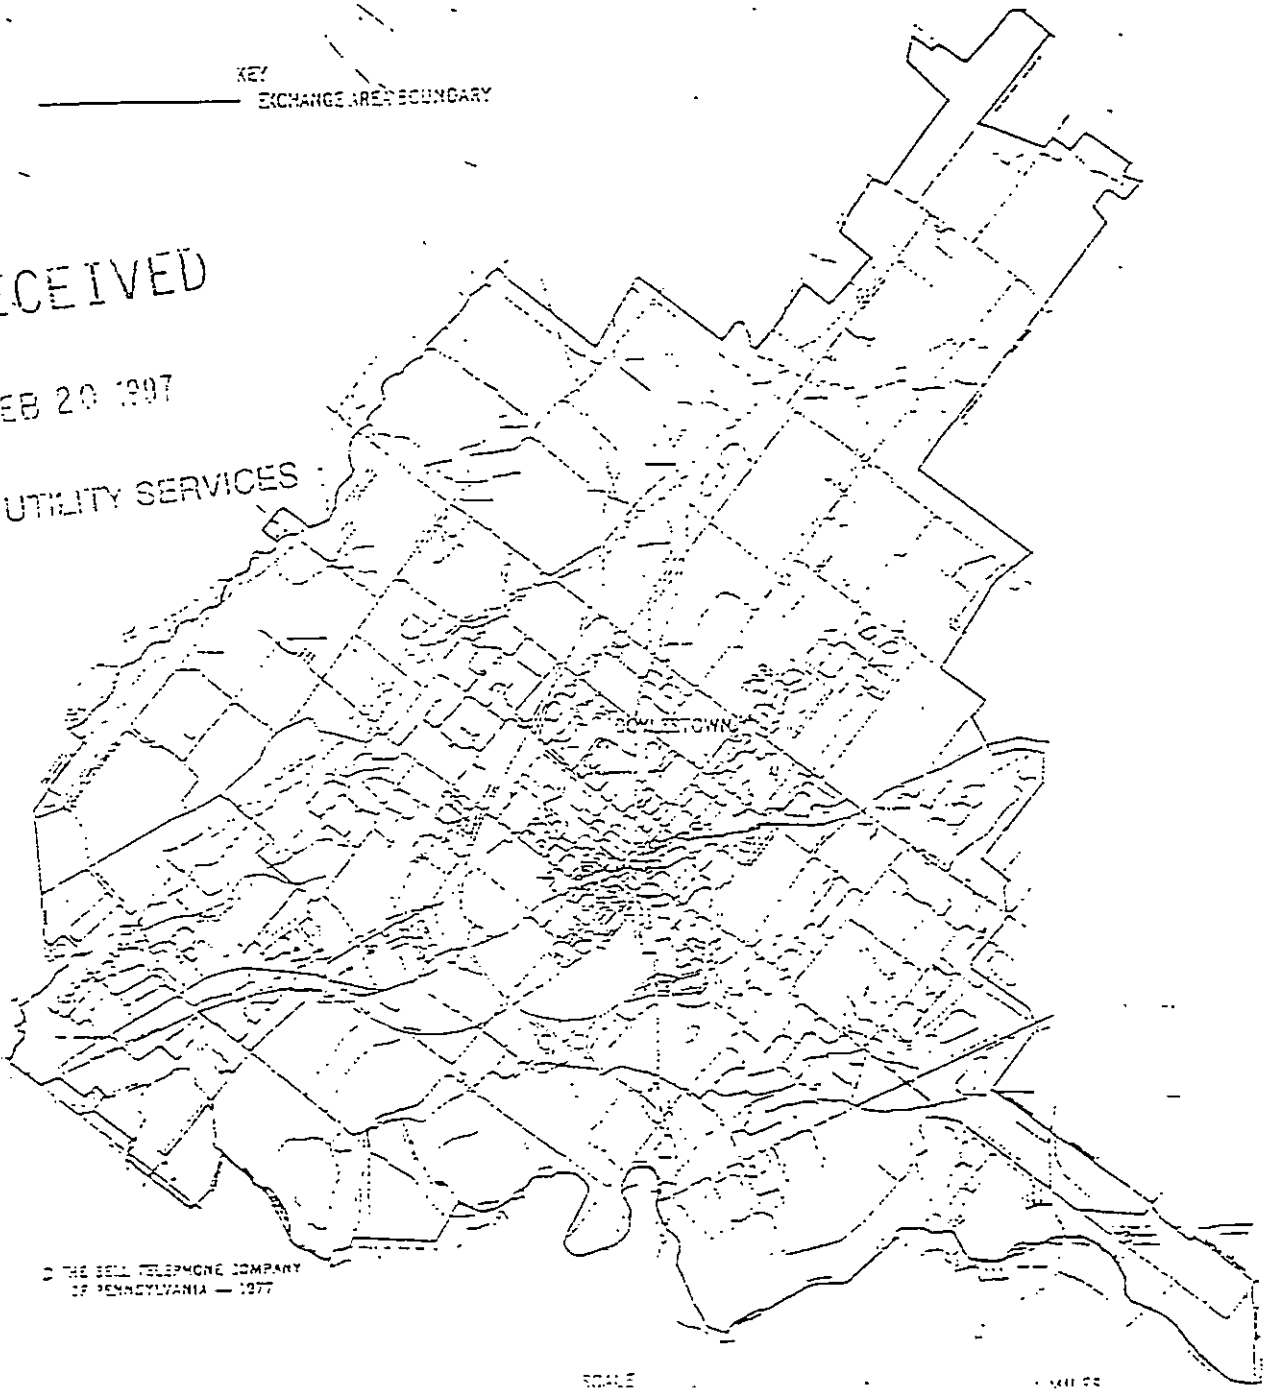 KEY
EXCHANGE AREA BOUNDARY
ECEIVED
EB 20 1997
UTILITY SERVICES
DOYLESTOWN
© THE BELL TELEPHONE COMPANY
OF PENNSYLVANIA — 1977
SCALE
MILES